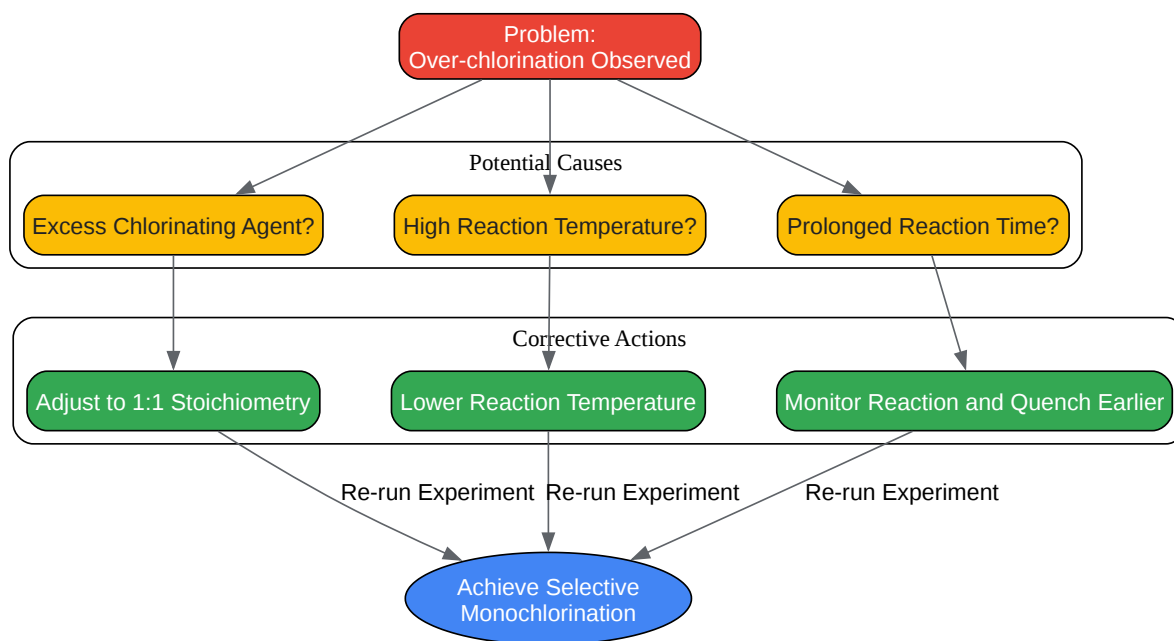 Problem:
Over-chlorination Observed
Potential Causes
Excess Chlorinating Agent?
High Reaction Temperature?
Prolonged Reaction Time?
Corrective Actions
Adjust to 1:1 Stoichiometry
Lower Reaction Temperature
Monitor Reaction and Quench Earlier
Re-run Experiment
Re-run Experiment
Re-run Experiment
Achieve Selective
Monochlorination